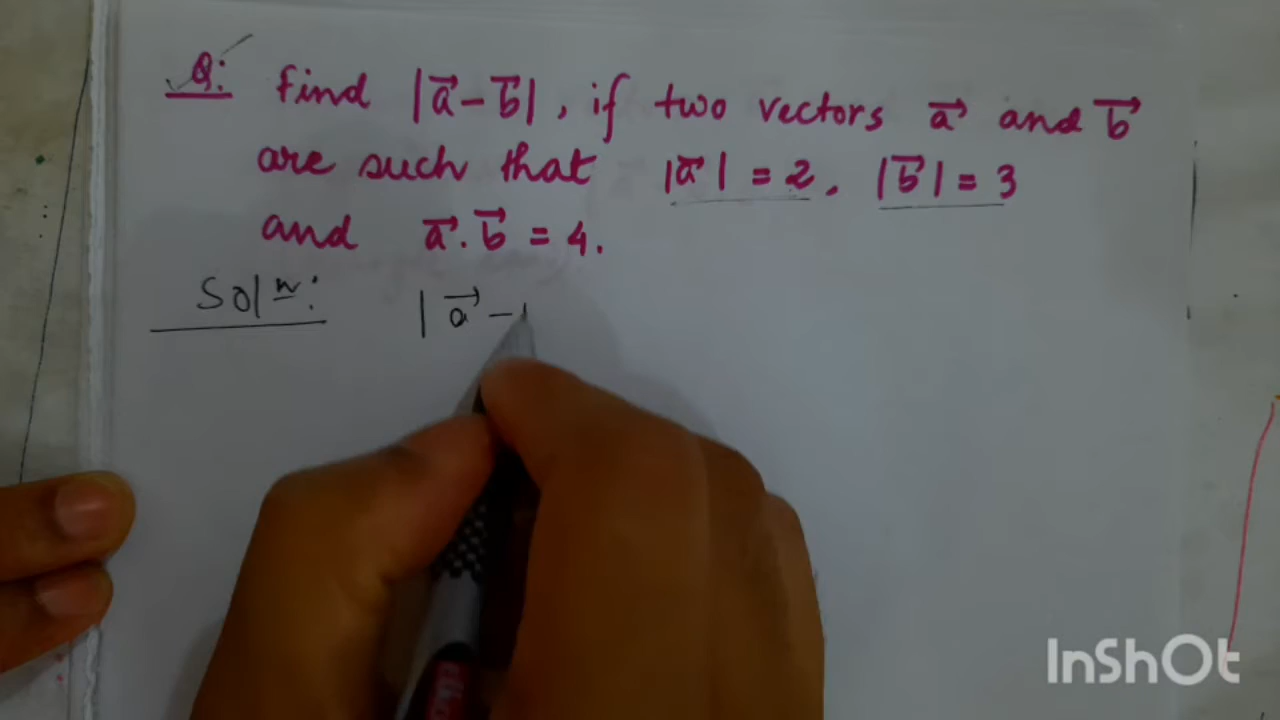 Q: Find |a⃗ - b⃗|, if two vectors a⃗ and b⃗
are such that |a⃗| = 2, |b⃗| = 3
and a⃗.b⃗ = 4.
Solⁿ: |a⃗ -
InShOt